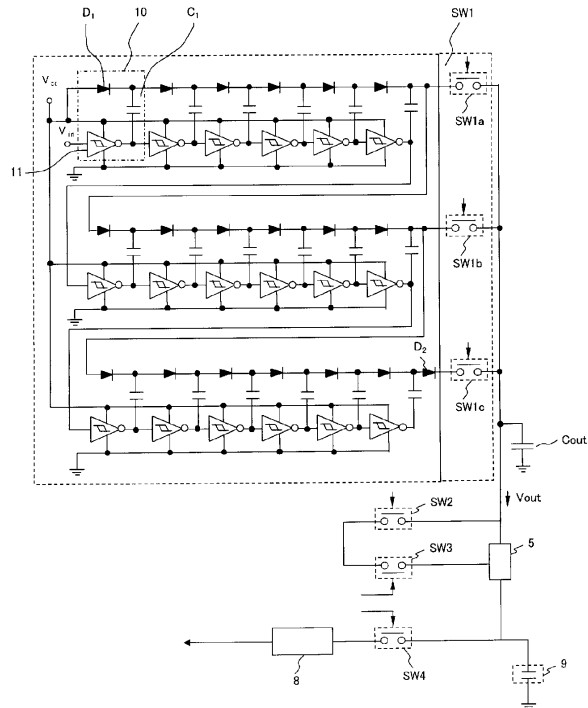 D1 10 C1 SW1
Vcc
SW1a
Vin
11
SW1b
D2
SW1c
Cout
Vout
SW2
5
SW3
8 SW4 9